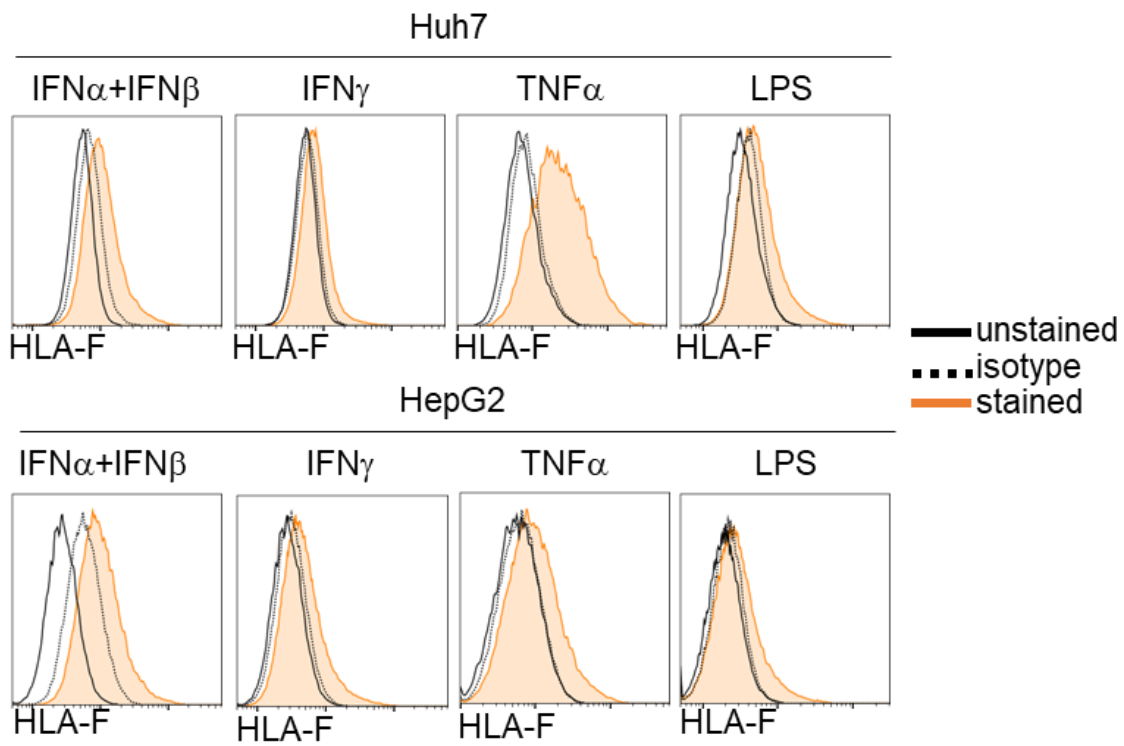 Huh7
IFNα+IFNβ IFNγ TNFα LPS
HLA-F HLA-F HLA-F HLA-F
unstained
isotype
stained
HepG2
IFNα+IFNβ IFNγ TNFα LPS
HLA-F HLA-F HLA-F HLA-F